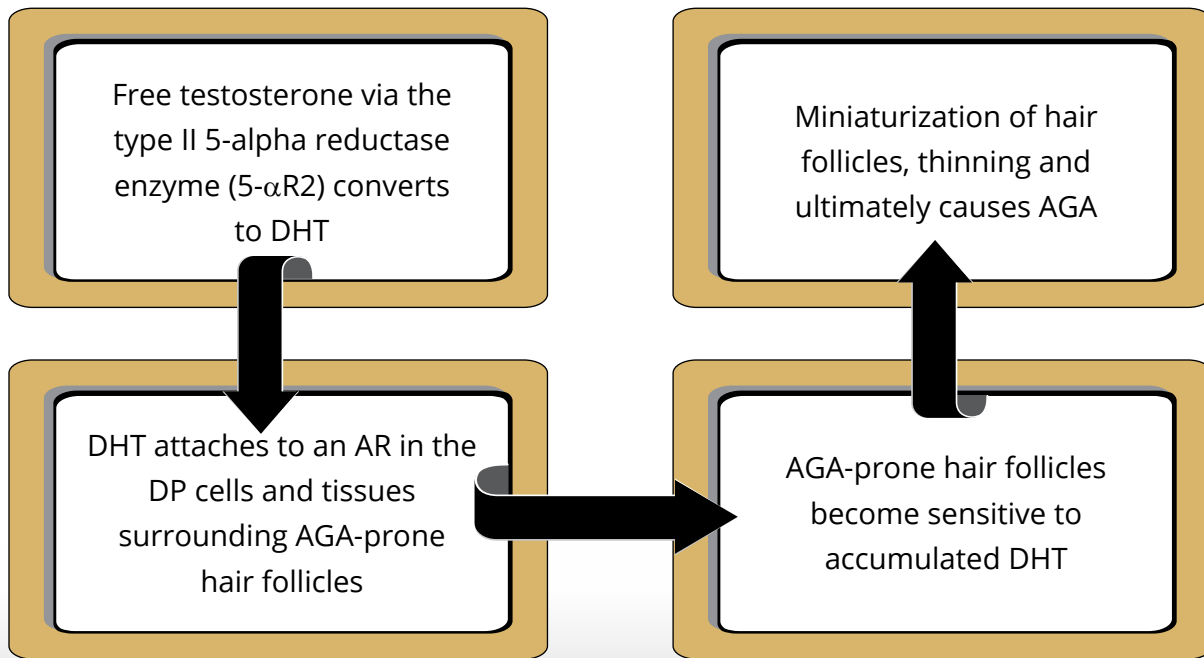 Free testosterone via the
type II 5-alpha reductase
enzyme (5-αR2) converts
to DHT
DHT attaches to an AR in the
DP cells and tissues
surrounding AGA-prone
hair follicles
AGA-prone hair follicles
become sensitive to
accumulated DHT
Miniaturization of hair
follicles, thinning and
ultimately causes AGA